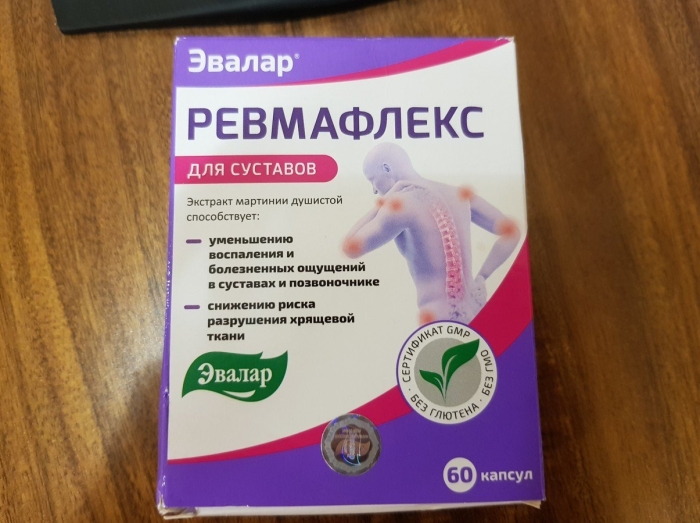 Эвалар®
РЕВМАФЛЕКС
ДЛЯ СУСТАВОВ
Экстракт мартинии душистой
способствует:
уменьшению
воспаления и
болезненных ощущений
в суставах и позвоночнике
снижению риска
разрушения хрящевой
ткани
Эвалар
СЕРТИФИКАТ GMP · БЕЗ ГМО · БЕЗ ГЛЮТЕНА ·
60 капсул